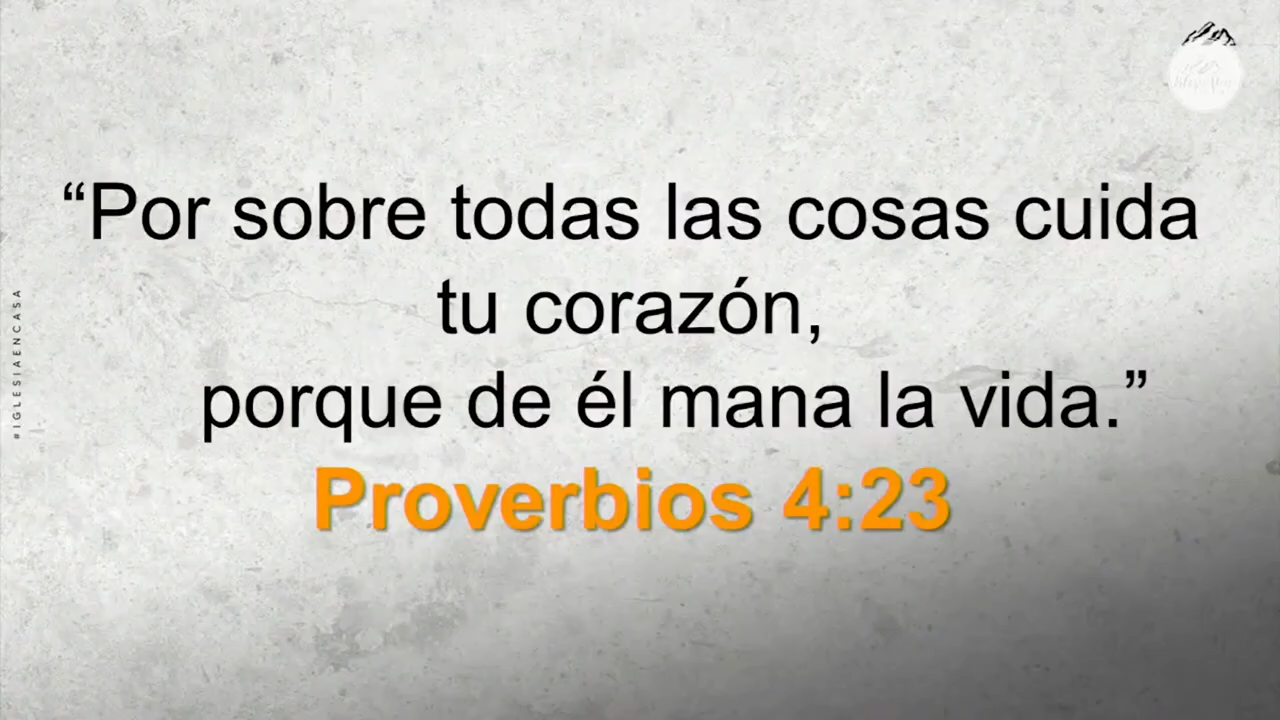 “Por sobre todas las cosas cuida
tu corazón,
porque de él mana la vida.”
Proverbios 4:23
#IGLESIAENCASA